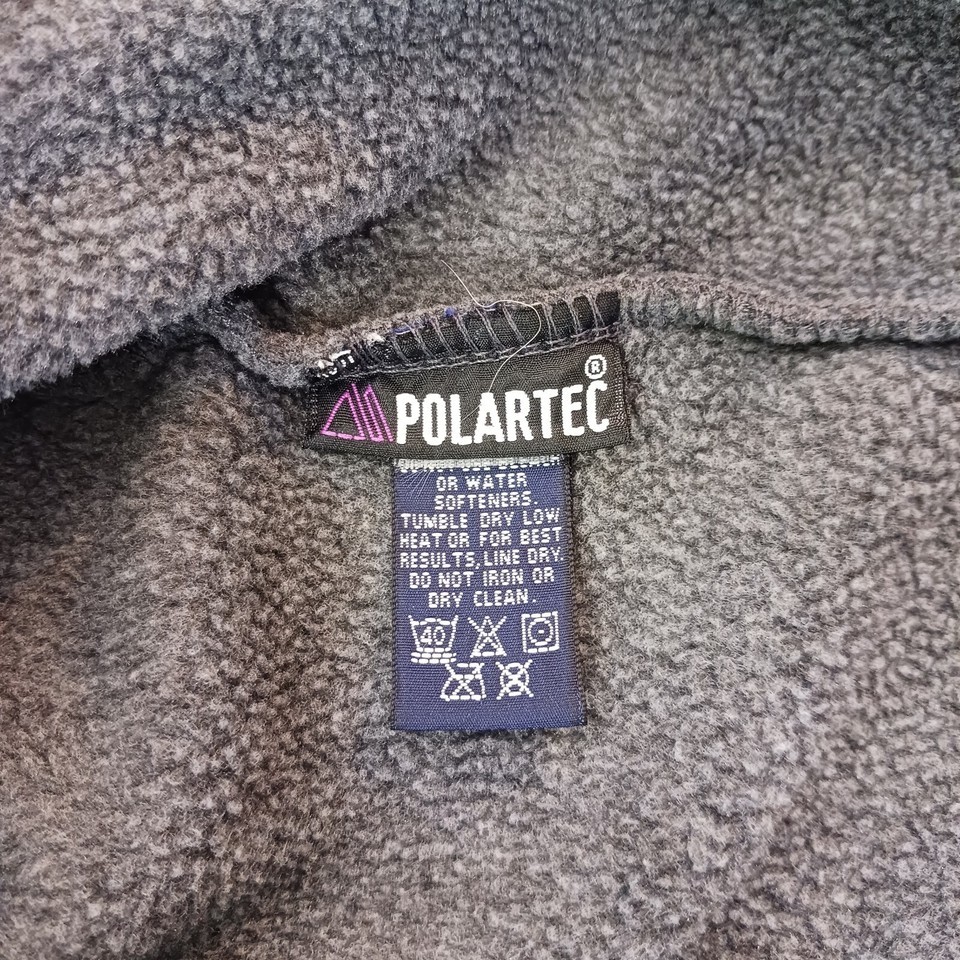 POLARTEC®
OR WATER
SOFTENERS.
TUMBLE DRY LOW
HEAT OR FOR BEST
RESULTS, LINE DRY.
DO NOT IRON OR
DRY CLEAN.
40